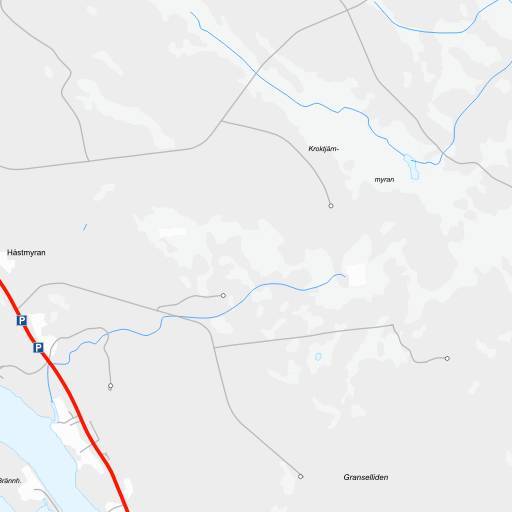 Kroktjärn-
myran
Hästmyran
P
P
Granselliden
Brännh.